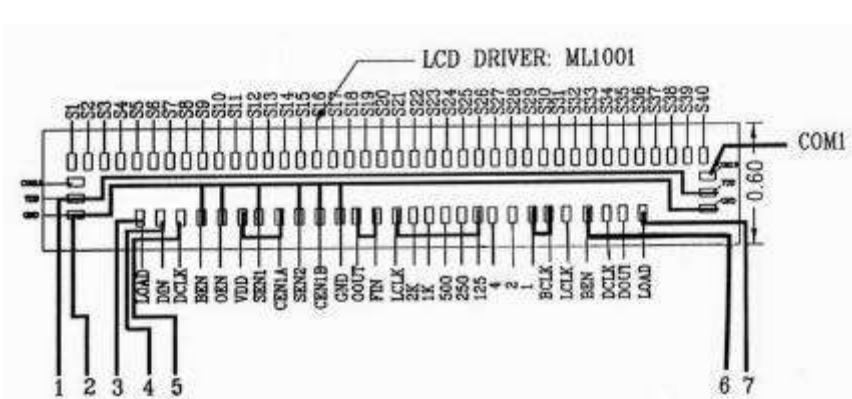 LCD DRIVER: ML1001
S1 S2 S3 S4 S5 S6 S7 S8 S9 S10 S11 S12 S13 S14 S15 S16 S17 S18 S19 S20 S21 S22 S23 S24 S25 S26 S27 S28 S29 S30 S31 S32 S33 S34 S35 S36 S37 S38 S39 S40
COM1
0.60
LOAD DIN DCLK BEN OEN VDD SEN1 CEN1A SEN2 CEN1B GND OOUT FIN LCLK 2K 1K 500 250 125 4 2 1 BCLK LCLK BEN DCLK DOUT LOAD
1 2 3 4 5 6 7